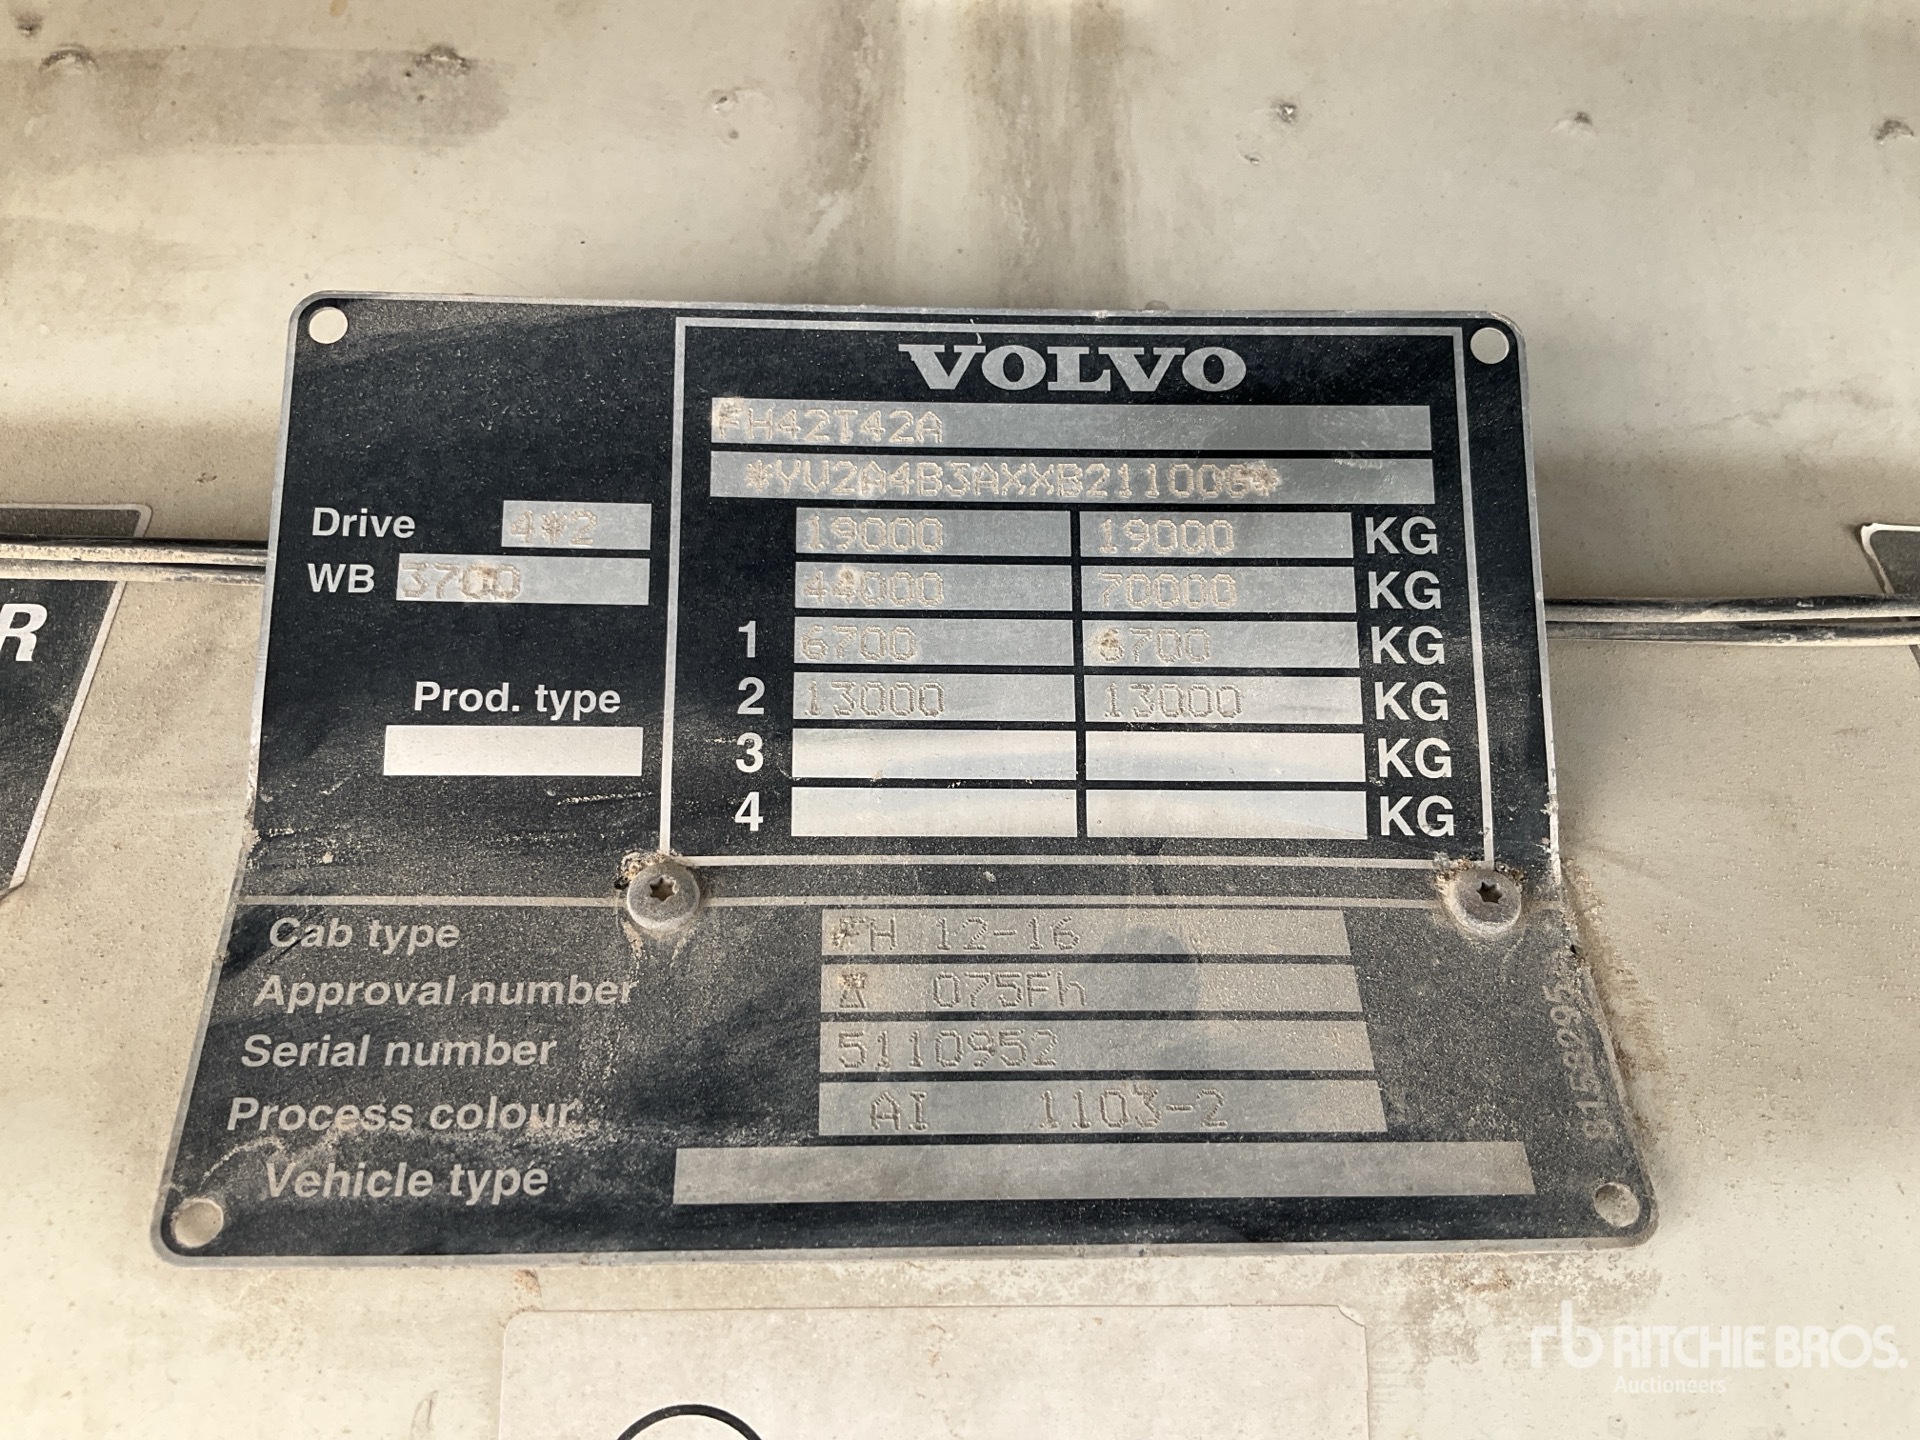 VOLVO
FH42T42A
*YV2A4B3AXXB211006*
Drive 4*2 19000 19000 KG
WB 3700 44000 70000 KG
1 6700 6700 KG
Prod. type 2 13000 13000 KG
3 KG
4 KG
Cab type FH 12-16
Approval number 075Fh
Serial number 5110952
Process colour AI 1103-2
Vehicle type
R
rb RITCHIE BROS.
Auctioneers